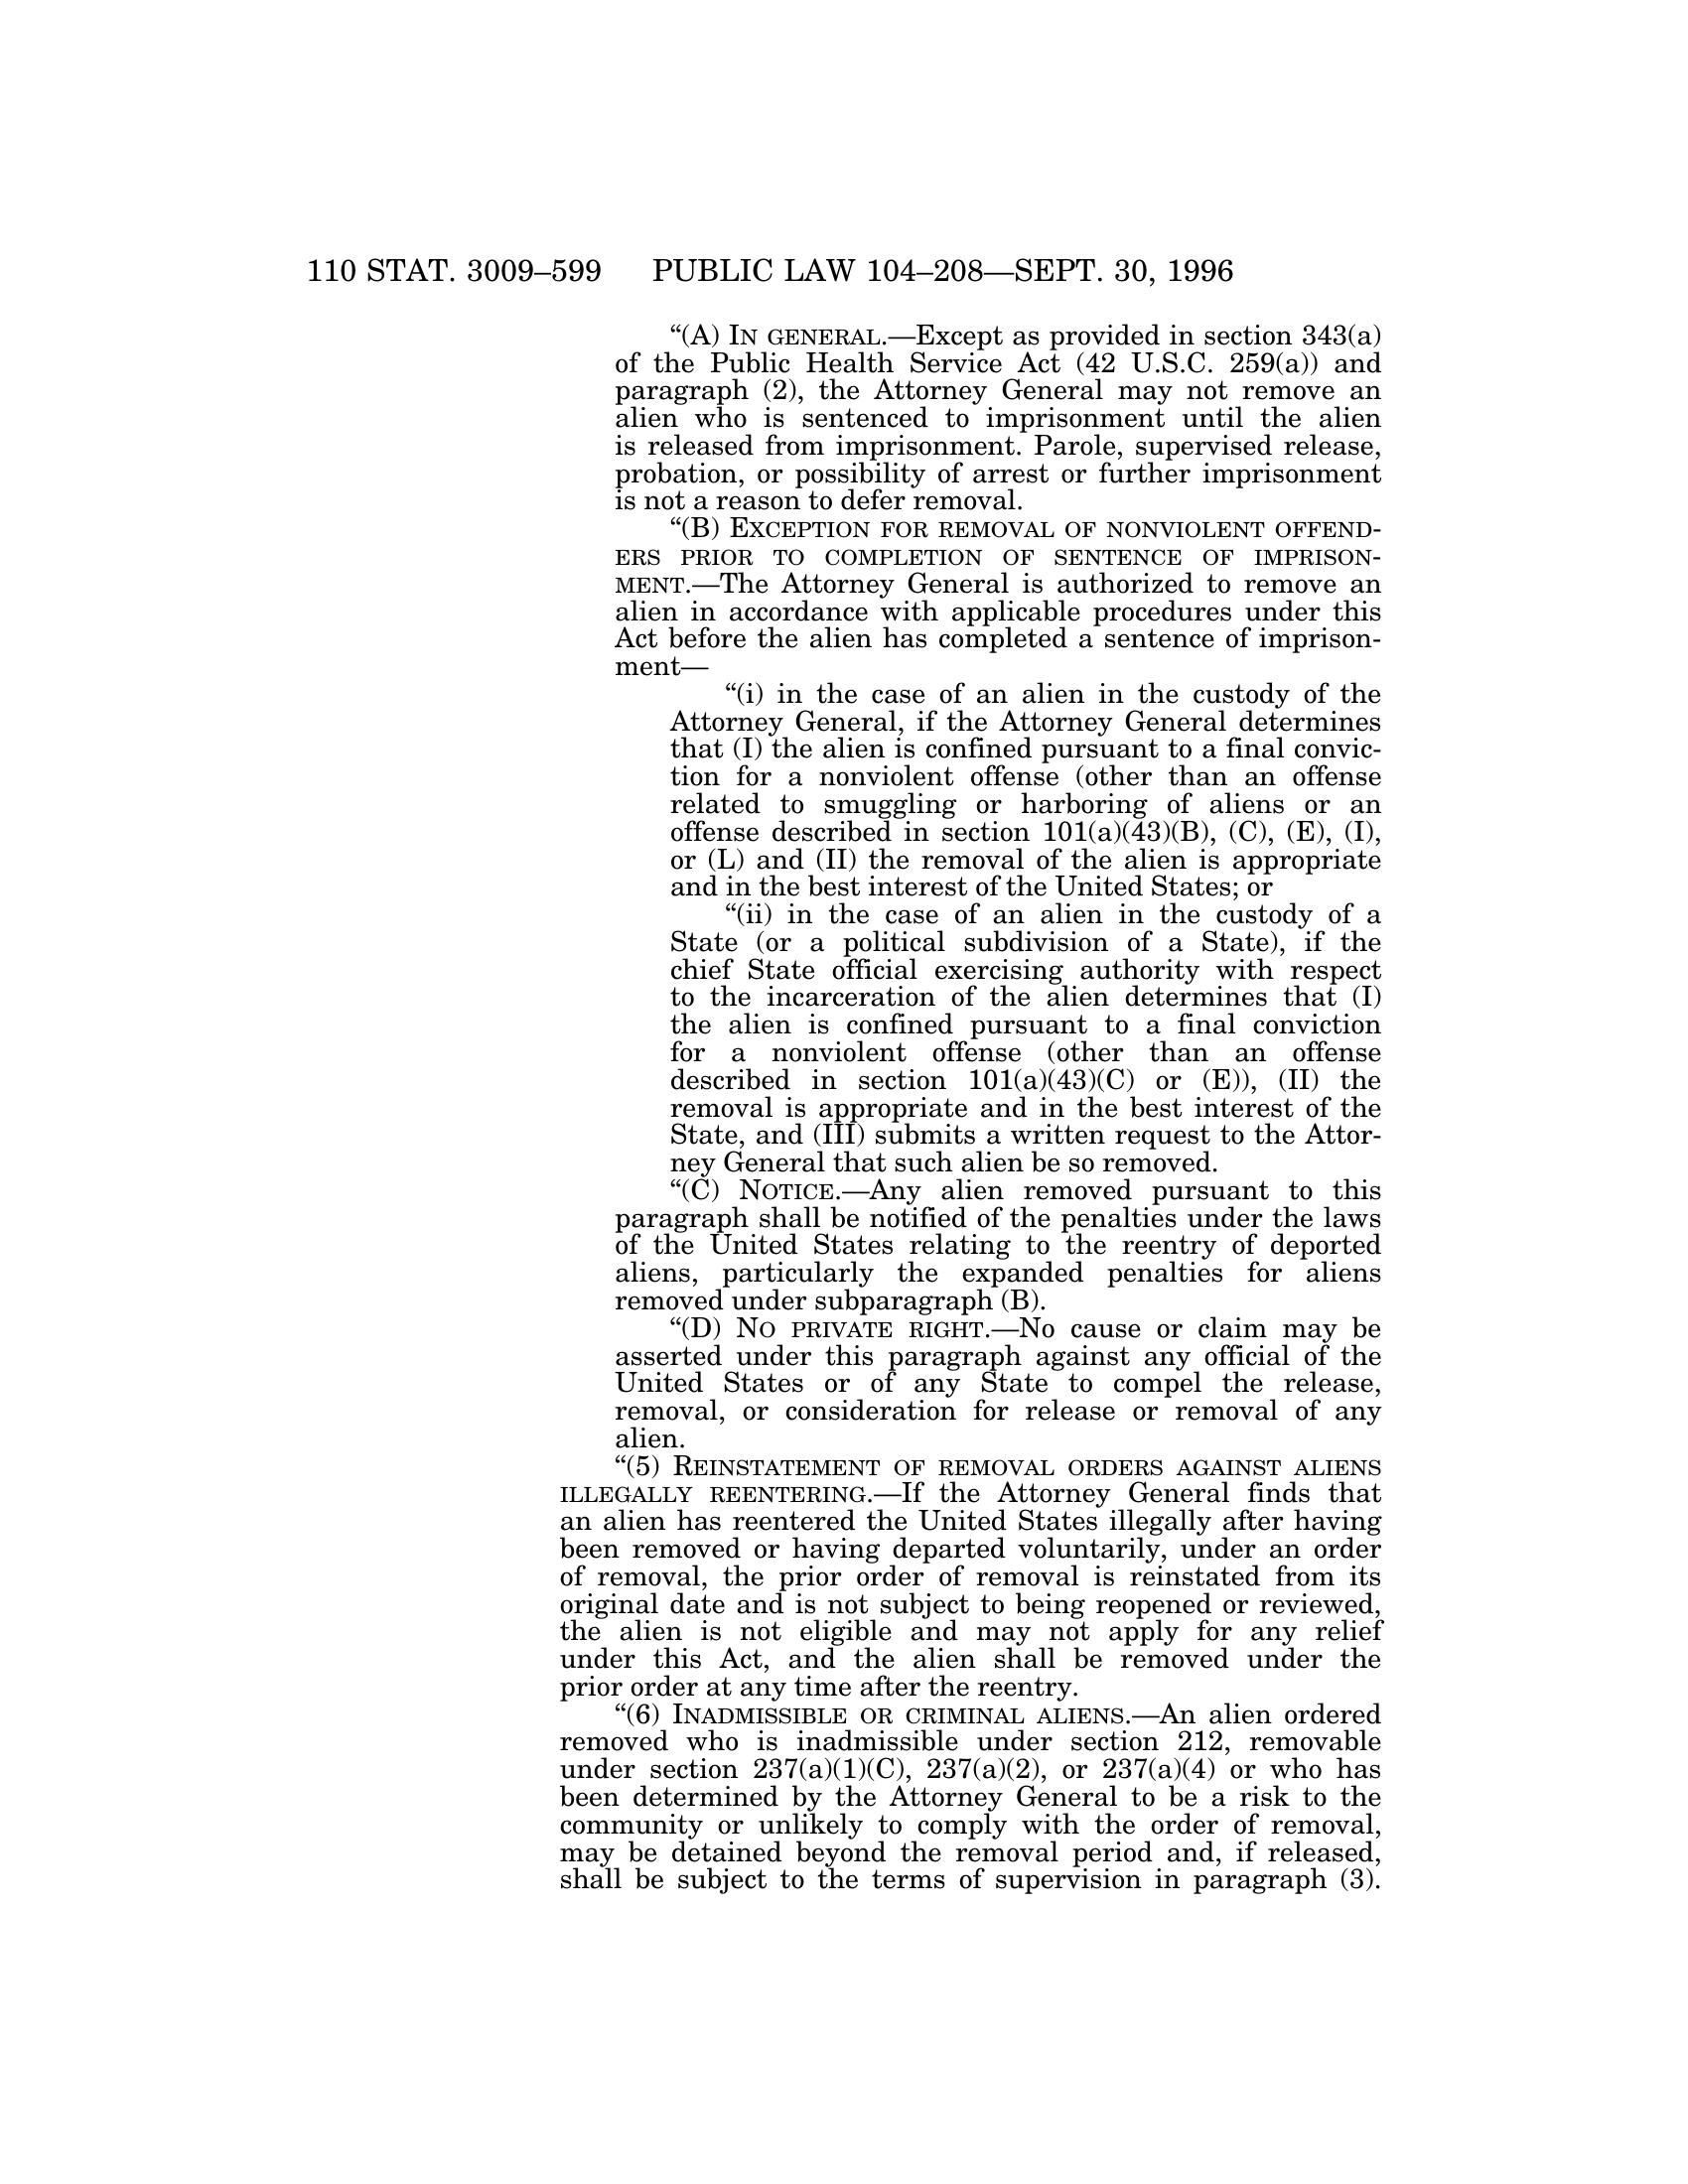 110 STAT. 3009–599 PUBLIC LAW 104–208—SEPT. 30, 1996
“(A) IN GENERAL.—Except as provided in section 343(a)
of the Public Health Service Act (42 U.S.C. 259(a)) and
paragraph (2), the Attorney General may not remove an
alien who is sentenced to imprisonment until the alien
is released from imprisonment. Parole, supervised release,
probation, or possibility of arrest or further imprisonment
is not a reason to defer removal.
“(B) EXCEPTION FOR REMOVAL OF NONVIOLENT OFFEND-
ERS PRIOR TO COMPLETION OF SENTENCE OF IMPRISON-
MENT.—The Attorney General is authorized to remove an
alien in accordance with applicable procedures under this
Act before the alien has completed a sentence of imprison-
ment—
“(i) in the case of an alien in the custody of the
Attorney General, if the Attorney General determines
that (I) the alien is confined pursuant to a final convic-
tion for a nonviolent offense (other than an offense
related to smuggling or harboring of aliens or an
offense described in section 101(a)(43)(B), (C), (E), (I),
or (L) and (II) the removal of the alien is appropriate
and in the best interest of the United States; or
“(ii) in the case of an alien in the custody of a
State (or a political subdivision of a State), if the
chief State official exercising authority with respect
to the incarceration of the alien determines that (I)
the alien is confined pursuant to a final conviction
for a nonviolent offense (other than an offense
described in section 101(a)(43)(C) or (E)), (II) the
removal is appropriate and in the best interest of the
State, and (III) submits a written request to the Attor-
ney General that such alien be so removed.
“(C) NOTICE.—Any alien removed pursuant to this
paragraph shall be notified of the penalties under the laws
of the United States relating to the reentry of deported
aliens, particularly the expanded penalties for aliens
removed under subparagraph (B).
“(D) NO PRIVATE RIGHT.—No cause or claim may be
asserted under this paragraph against any official of the
United States or of any State to compel the release,
removal, or consideration for release or removal of any
alien.
“(5) REINSTATEMENT OF REMOVAL ORDERS AGAINST ALIENS
ILLEGALLY REENTERING.—If the Attorney General finds that
an alien has reentered the United States illegally after having
been removed or having departed voluntarily, under an order
of removal, the prior order of removal is reinstated from its
original date and is not subject to being reopened or reviewed,
the alien is not eligible and may not apply for any relief
under this Act, and the alien shall be removed under the
prior order at any time after the reentry.
“(6) INADMISSIBLE OR CRIMINAL ALIENS.—An alien ordered
removed who is inadmissible under section 212, removable
under section 237(a)(1)(C), 237(a)(2), or 237(a)(4) or who has
been determined by the Attorney General to be a risk to the
community or unlikely to comply with the order of removal,
may be detained beyond the removal period and, if released,
shall be subject to the terms of supervision in paragraph (3).